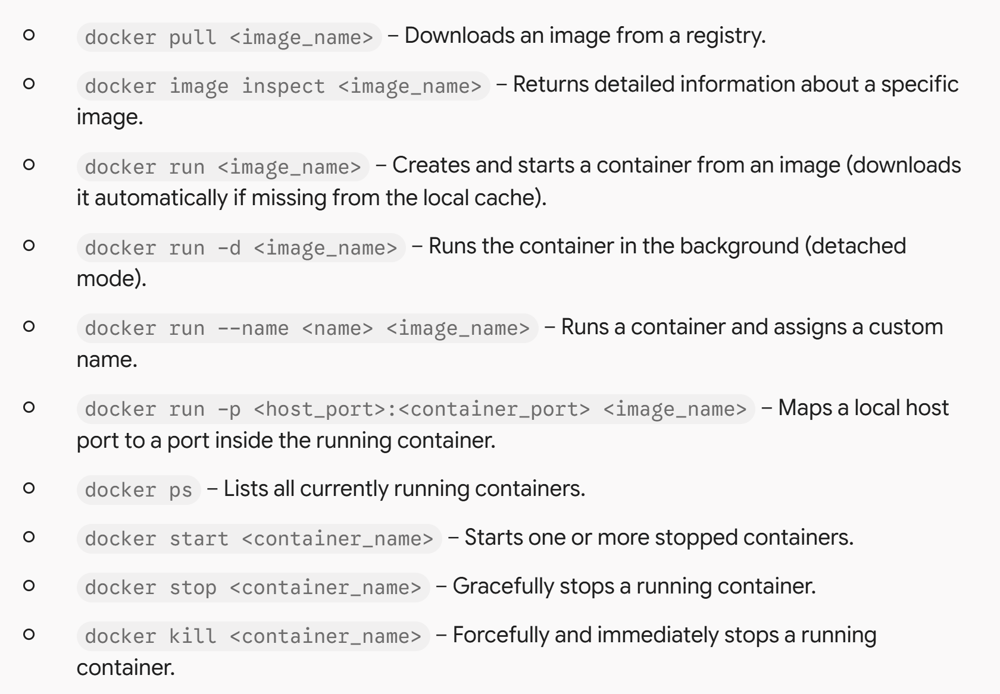 docker pull <image_name> – Downloads an image from a registry.
docker image inspect <image_name> – Returns detailed information about a specific
image.
docker run <image_name> – Creates and starts a container from an image (downloads
it automatically if missing from the local cache).
docker run -d <image_name> – Runs the container in the background (detached
mode).
docker run --name <name> <image_name> – Runs a container and assigns a custom
name.
docker run -p <host_port>:<container_port> <image_name> – Maps a local host
port to a port inside the running container.
docker ps – Lists all currently running containers.
docker start <container_name> – Starts one or more stopped containers.
docker stop <container_name> – Gracefully stops a running container.
docker kill <container_name> – Forcefully and immediately stops a running
container.